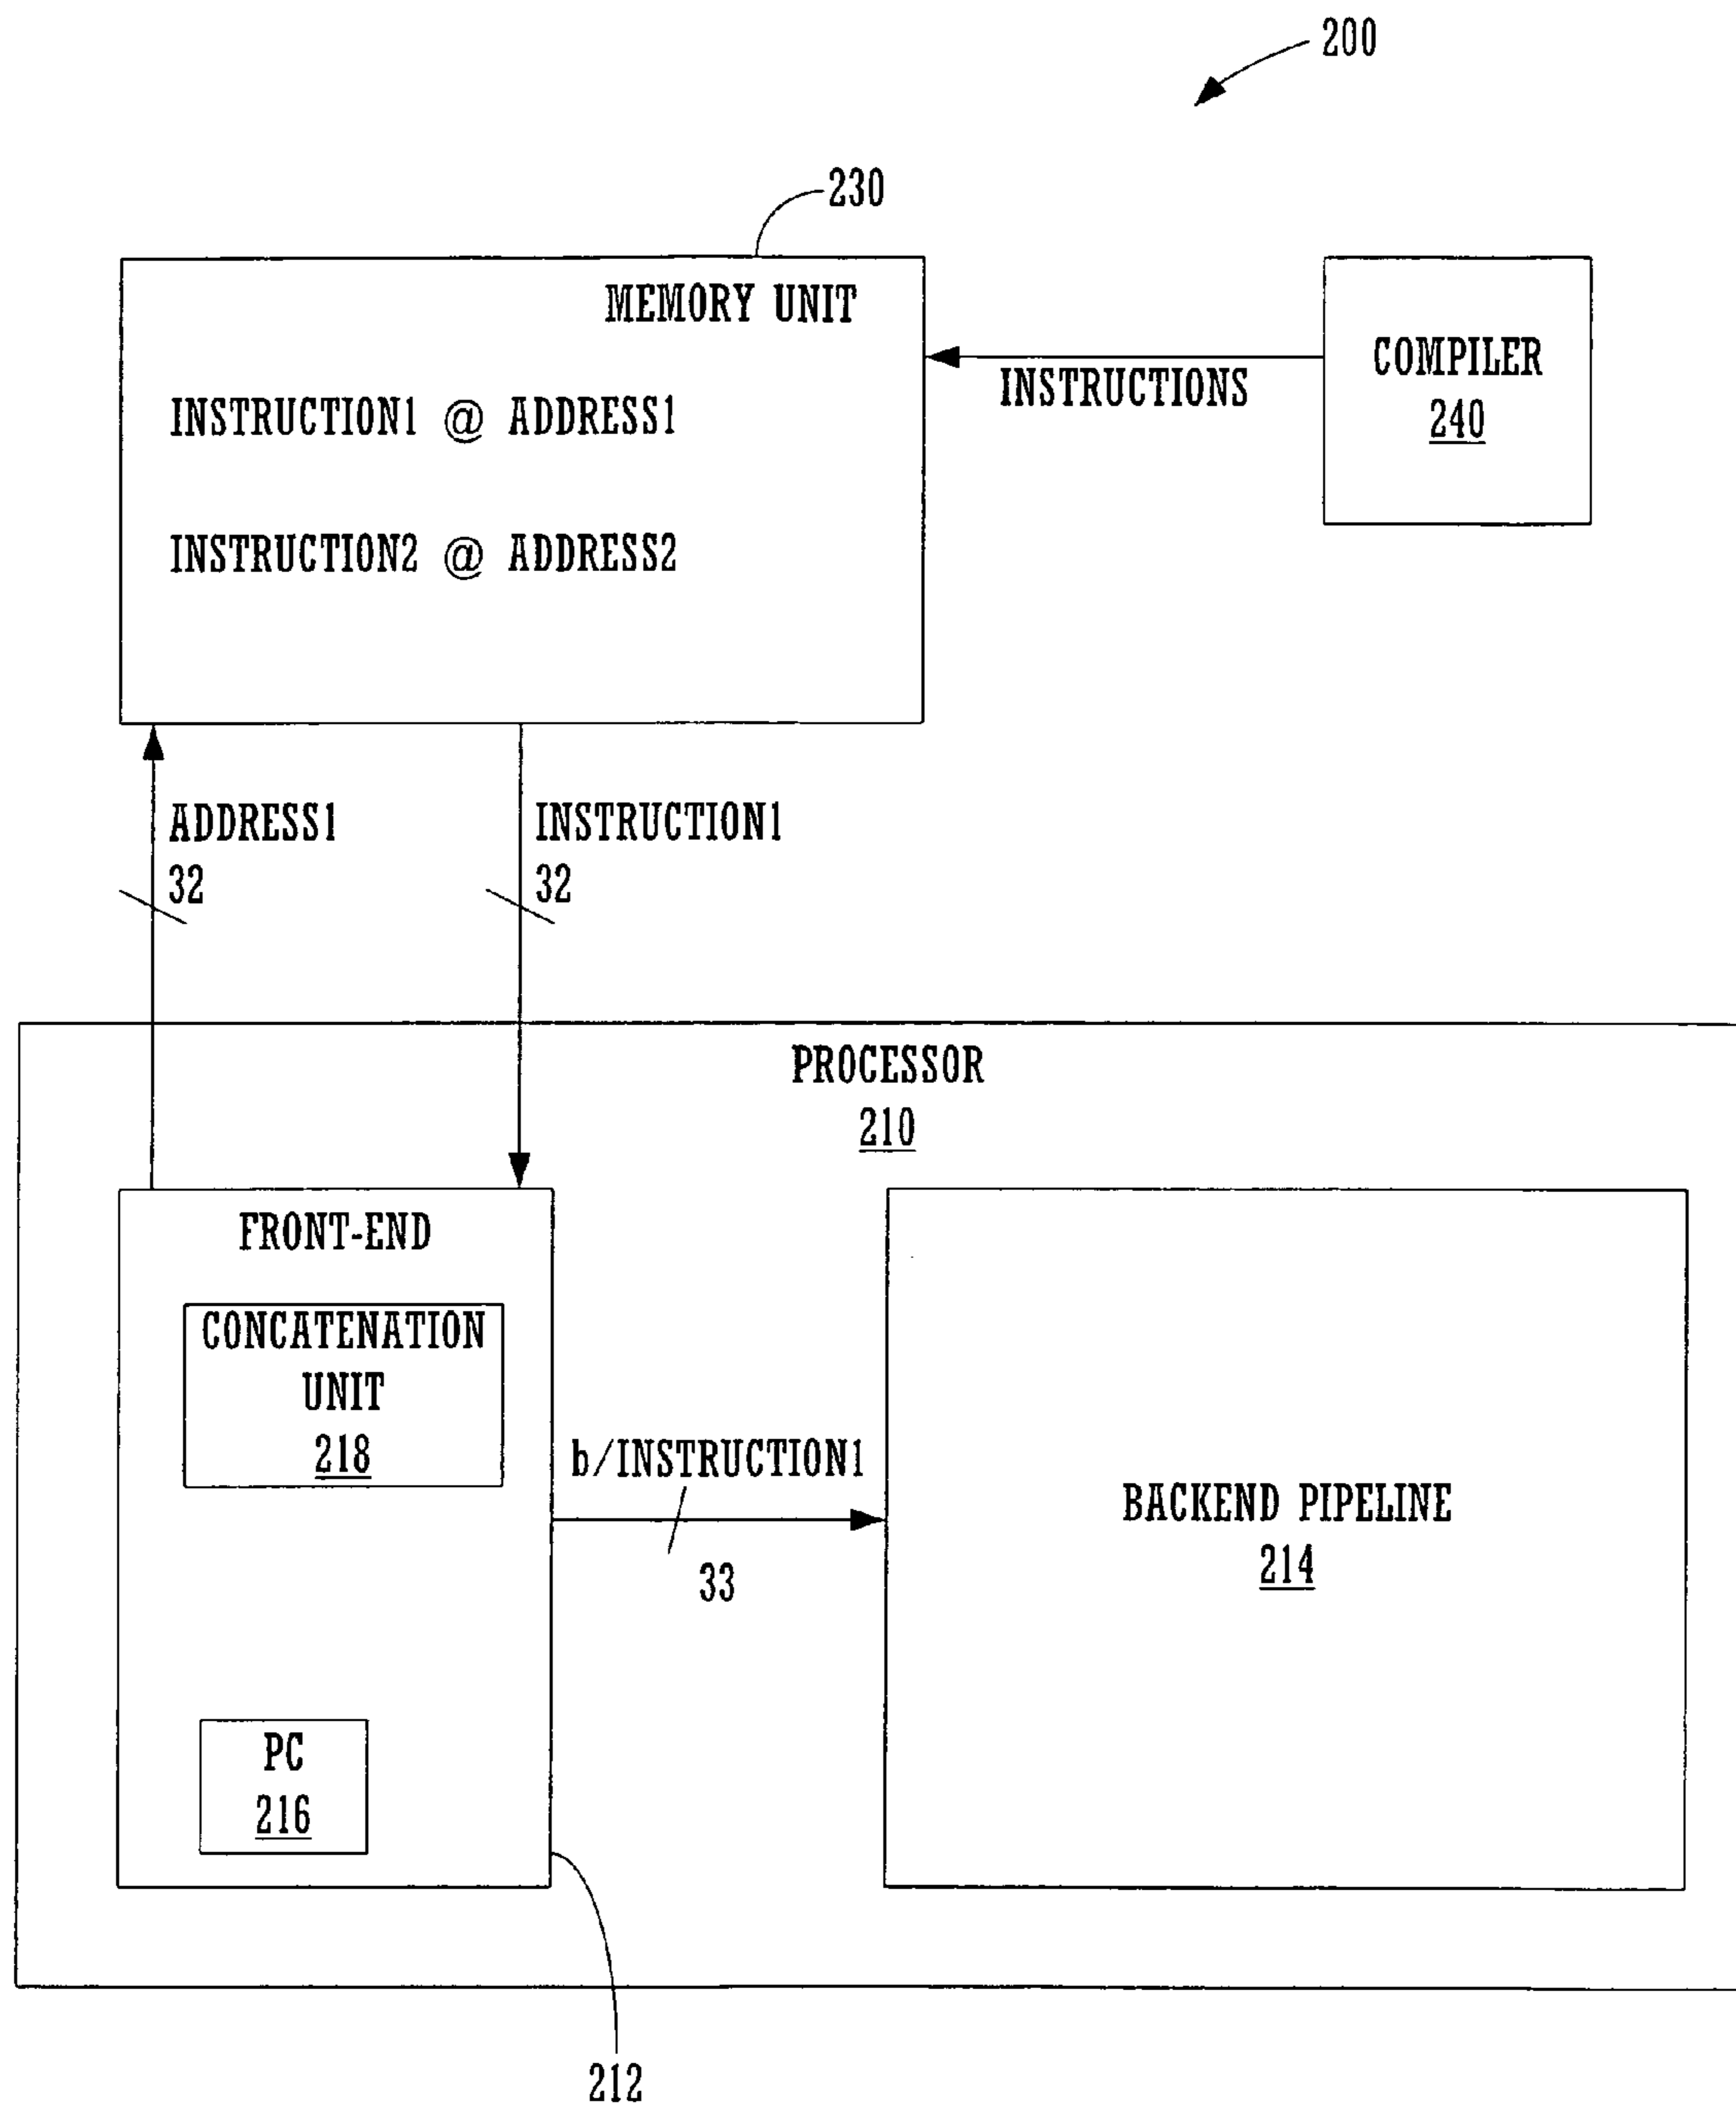 200
230
MEMORY UNIT
INSTRUCTION1 @ ADDRESS1
INSTRUCTION2 @ ADDRESS2
INSTRUCTIONS
COMPILER
240
ADDRESS1
32
INSTRUCTION1
32
PROCESSOR
210
FRONT-END
CONCATENATION
UNIT
218
b/INSTRUCTION1
33
BACKEND PIPELINE
214
PC
216
212